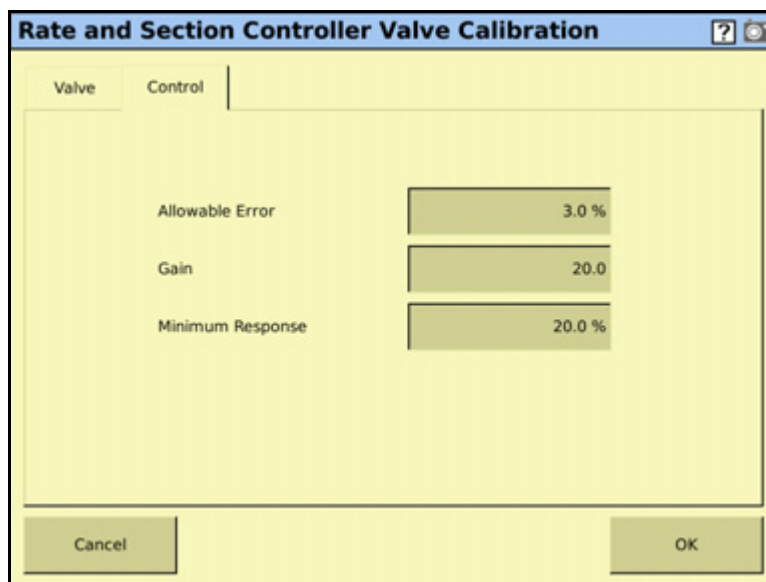 Rate and Section Controller Valve Calibration ?
Valve Control
Allowable Error 3.0 %
Gain 20.0
Minimum Response 20.0 %
Cancel OK